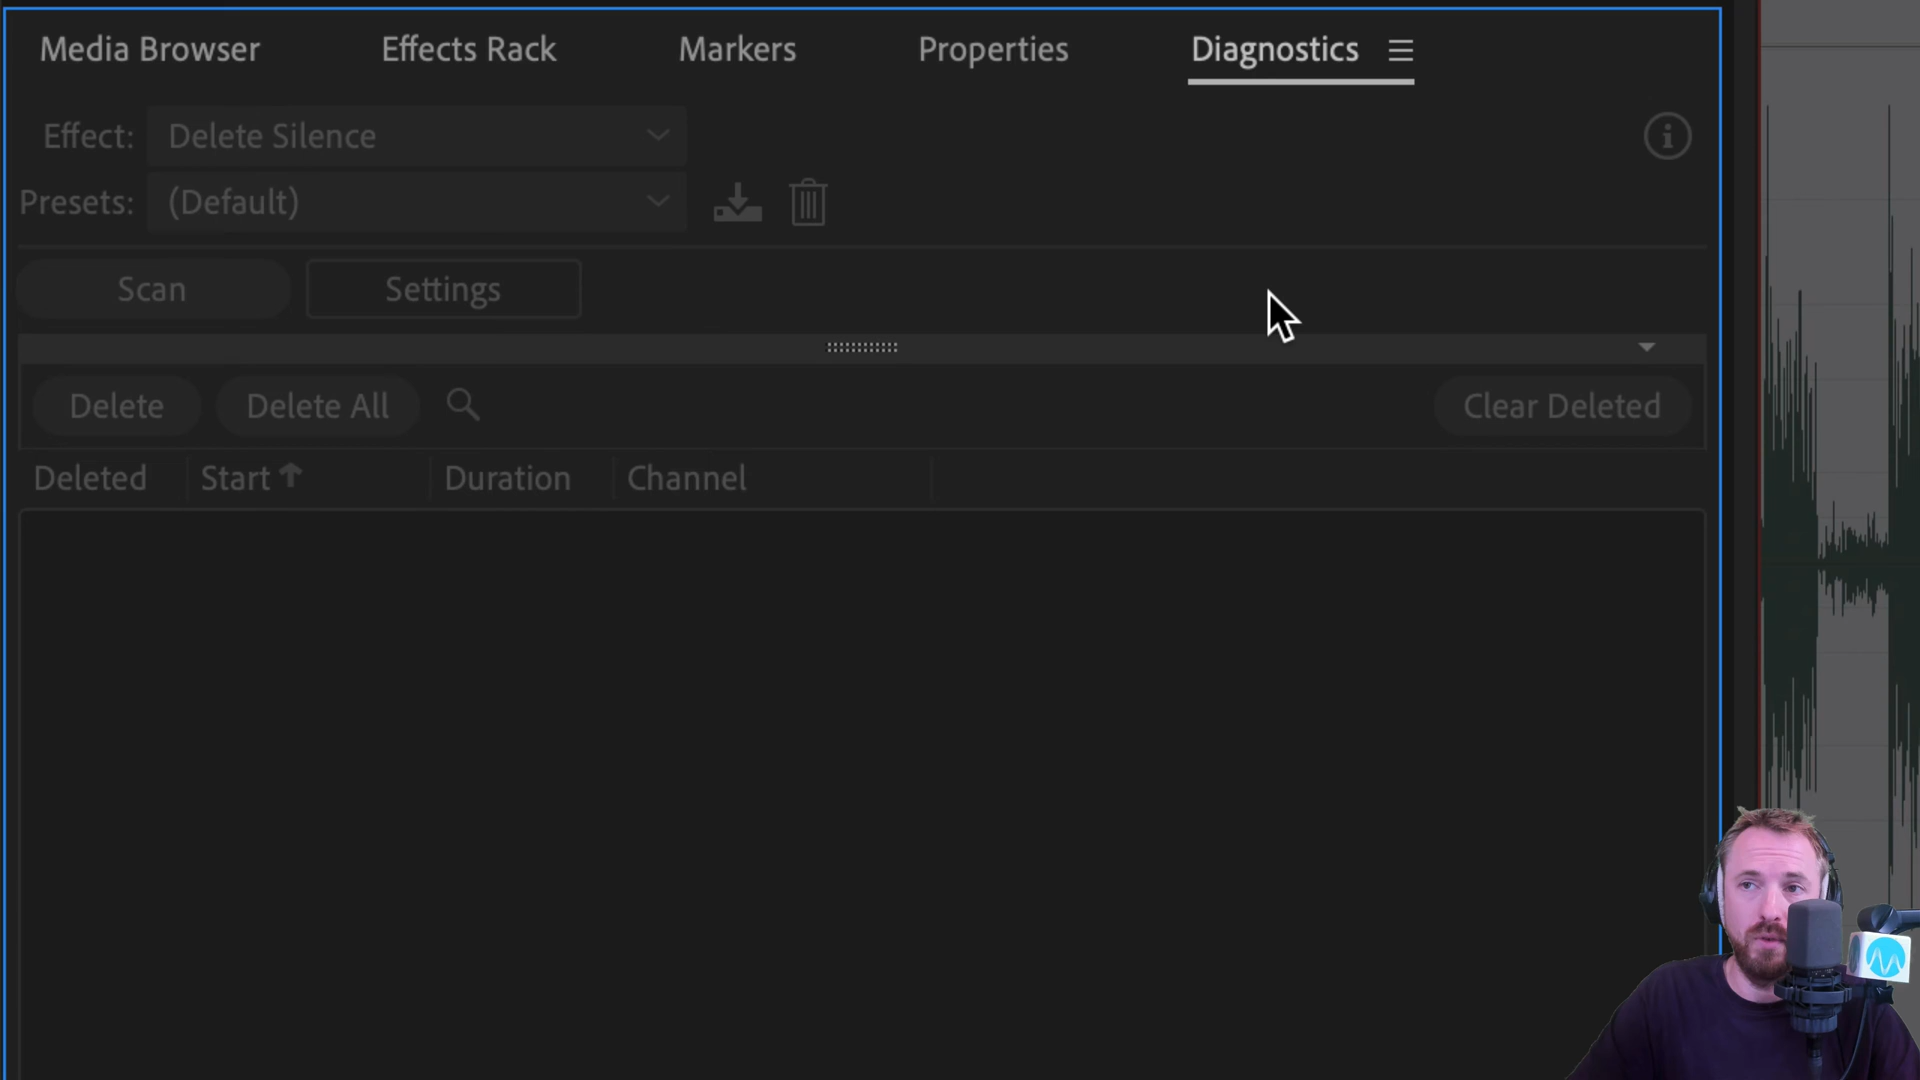 Media Browser Effects Rack Markers Properties Diagnostics
Effect: Delete Silence
Presets: (Default)
Scan Settings
Delete Delete All Clear Deleted
Deleted Start Duration Channel